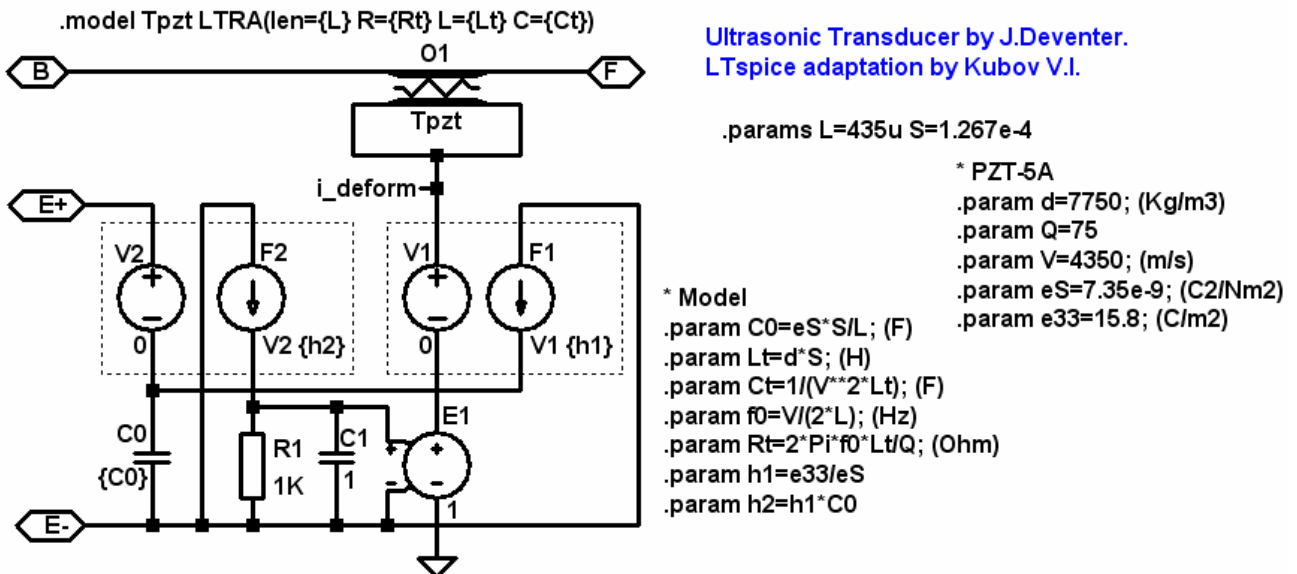 .model Tpzt LTRA(len={L} R={Rt} L={Lt} C={Ct})
Ultrasonic Transducer by J.Deventer.
LTspice adaptation by Kubov V.I.
B
O1
F
Tpzt
.params L=435u S=1.267e-4
* PZT-5A
.param d=7750; (Kg/m3)
.param Q=75
.param V=4350; (m/s)
.param eS=7.35e-9; (C2/Nm2)
.param e33=15.8; (C/m2)
i_deform
E+
V2
F2
V1
F1
0
V2 {h2}
0
V1 {h1}
* Model
.param C0=eS*S/L; (F)
.param Lt=d*S; (H)
.param Ct=1/(V**2*Lt); (F)
.param f0=V/(2*L); (Hz)
.param Rt=2*Pi*f0*Lt/Q; (Ohm)
.param h1=e33/eS
.param h2=h1*C0
C0
{C0}
R1
1K
C1
1
E1
1
E-